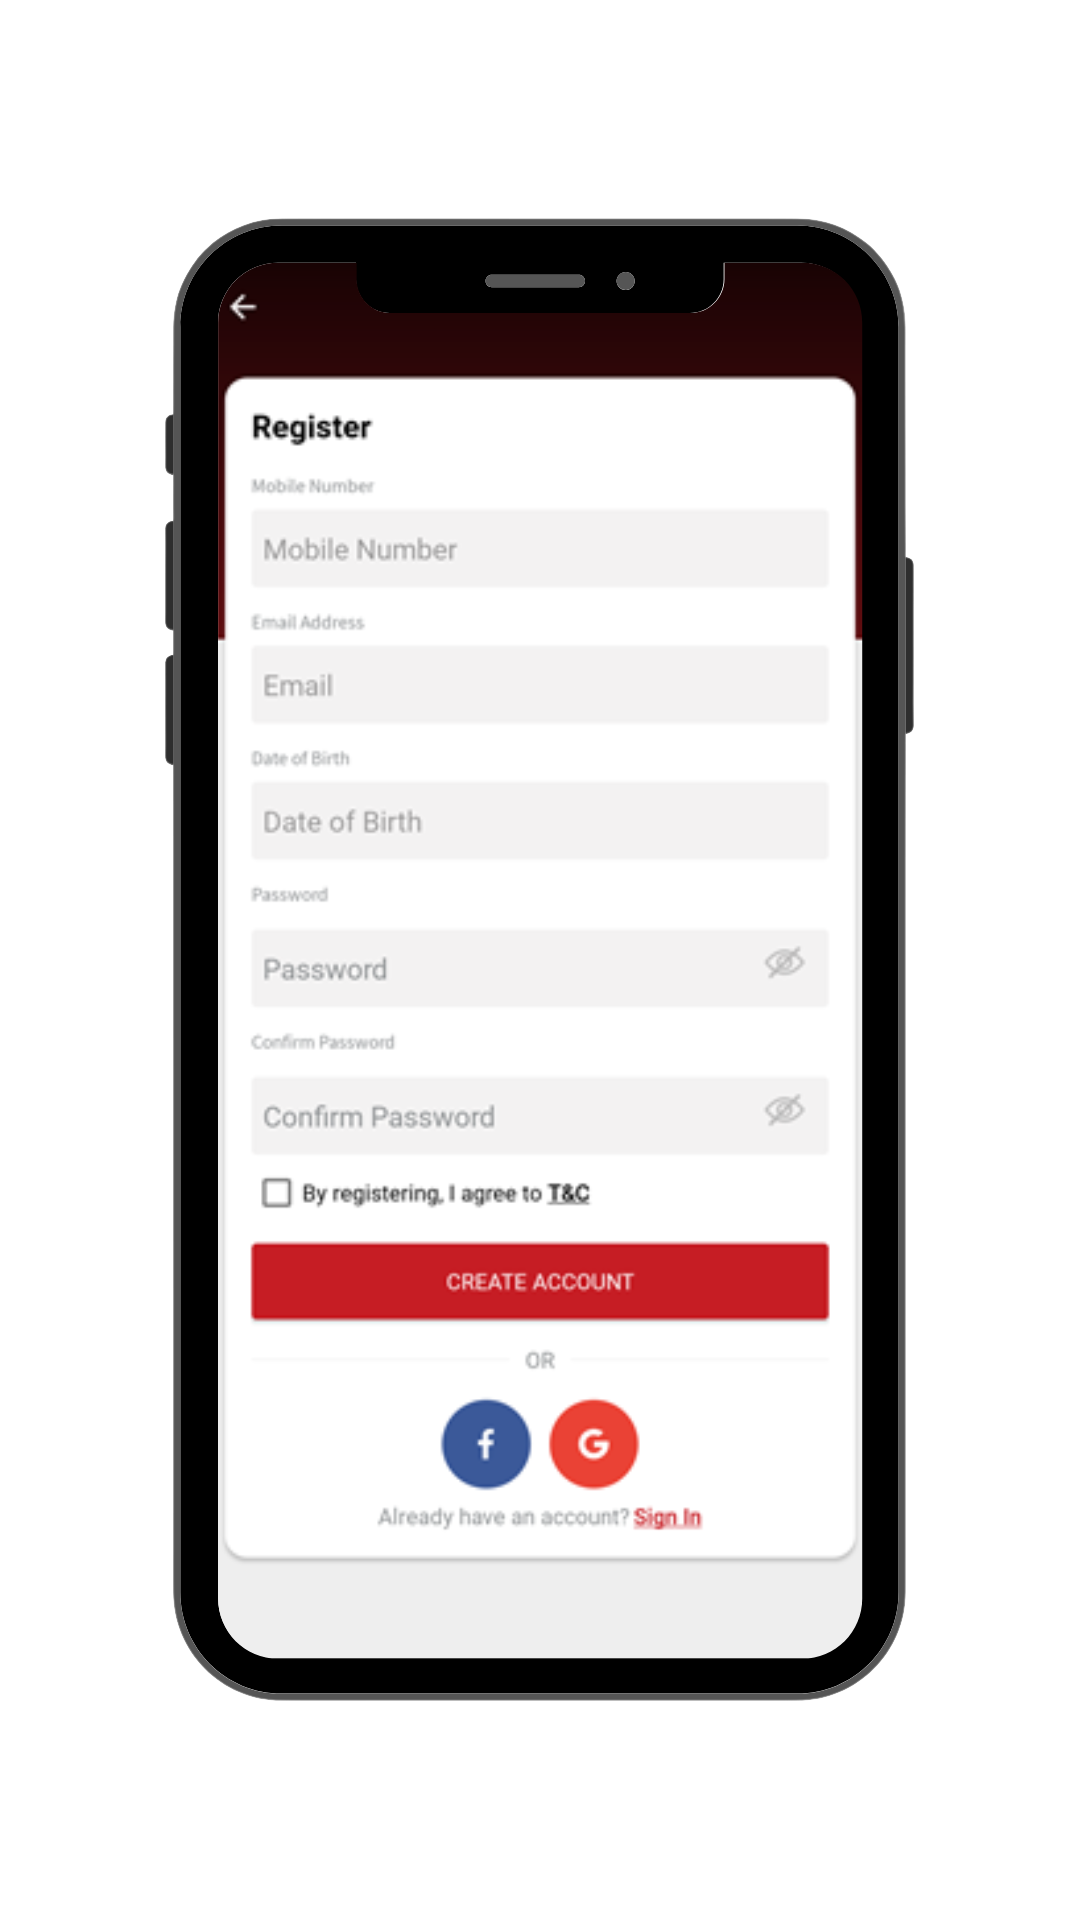 Register
Mobile Number
Mobile Number
Email Address
Email
Date of Birth
Date of Birth
Password
Password
Confirm Password
Confirm Password
By registering, I agree to T&C
CREATE ACCOUNT
OR
f G
Already have an account? Sign In